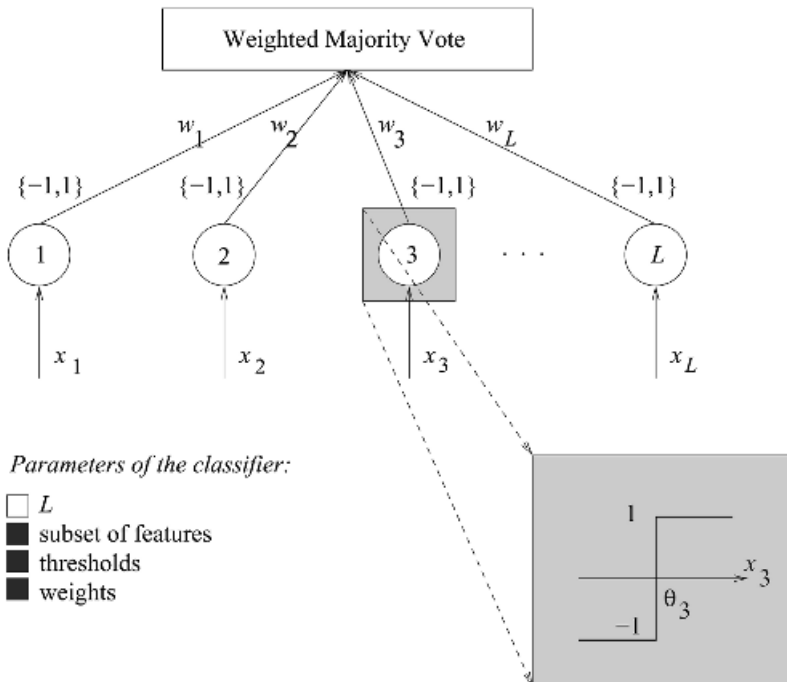 Weighted Majority Vote
w1 w2 w3 wL
{−1,1} {−1,1} {−1,1} {−1,1}
1 2 3 . . . L
x1 x2 x3 xL
Parameters of the classifier:
L
subset of features
thresholds
weights
1
x3
θ3
−1